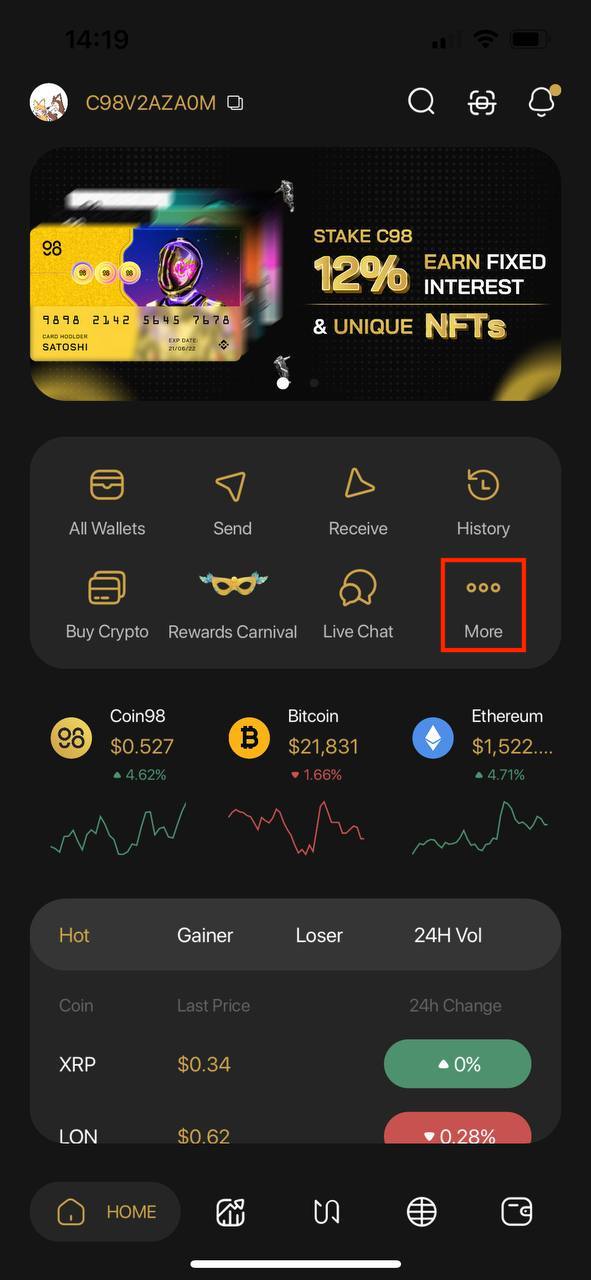 14:19
C98V2AZA0M
STAKE C98
12% EARN FIXED
INTEREST
& UNIQUE NFTs
9898 2142 5645 7678
CARD HOOLDER
SATOSHI
EXP DATE:
21/06/22
All Wallets Send Receive History
Buy Crypto Rewards Carnival Live Chat More
Coin98 Bitcoin Ethereum
$0.527 $21,831 $1,522....
4.62% 1.66% 4.71%
Hot Gainer Loser 24H Vol
Coin Last Price 24h Change
XRP $0.34 0%
LON $0.62 0.28%
HOME